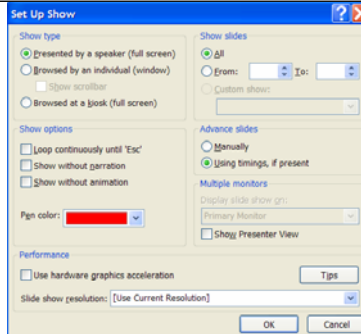 Set Up Show
Show type
Presented by a speaker (full screen)
Browsed by an individual (window)
Show scrollbar
Browsed at a kiosk (full screen)
Show slides
All
From: To:
Custom show:
Show options
Loop continuously until 'Esc'
Show without narration
Show without animation
Pen color:
Advance slides
Manually
Using timings, if present
Multiple monitors
Display slide show on:
Primary Monitor
Show Presenter View
Performance
Use hardware graphics acceleration
Tips
Slide show resolution: [Use Current Resolution]
OK Cancel